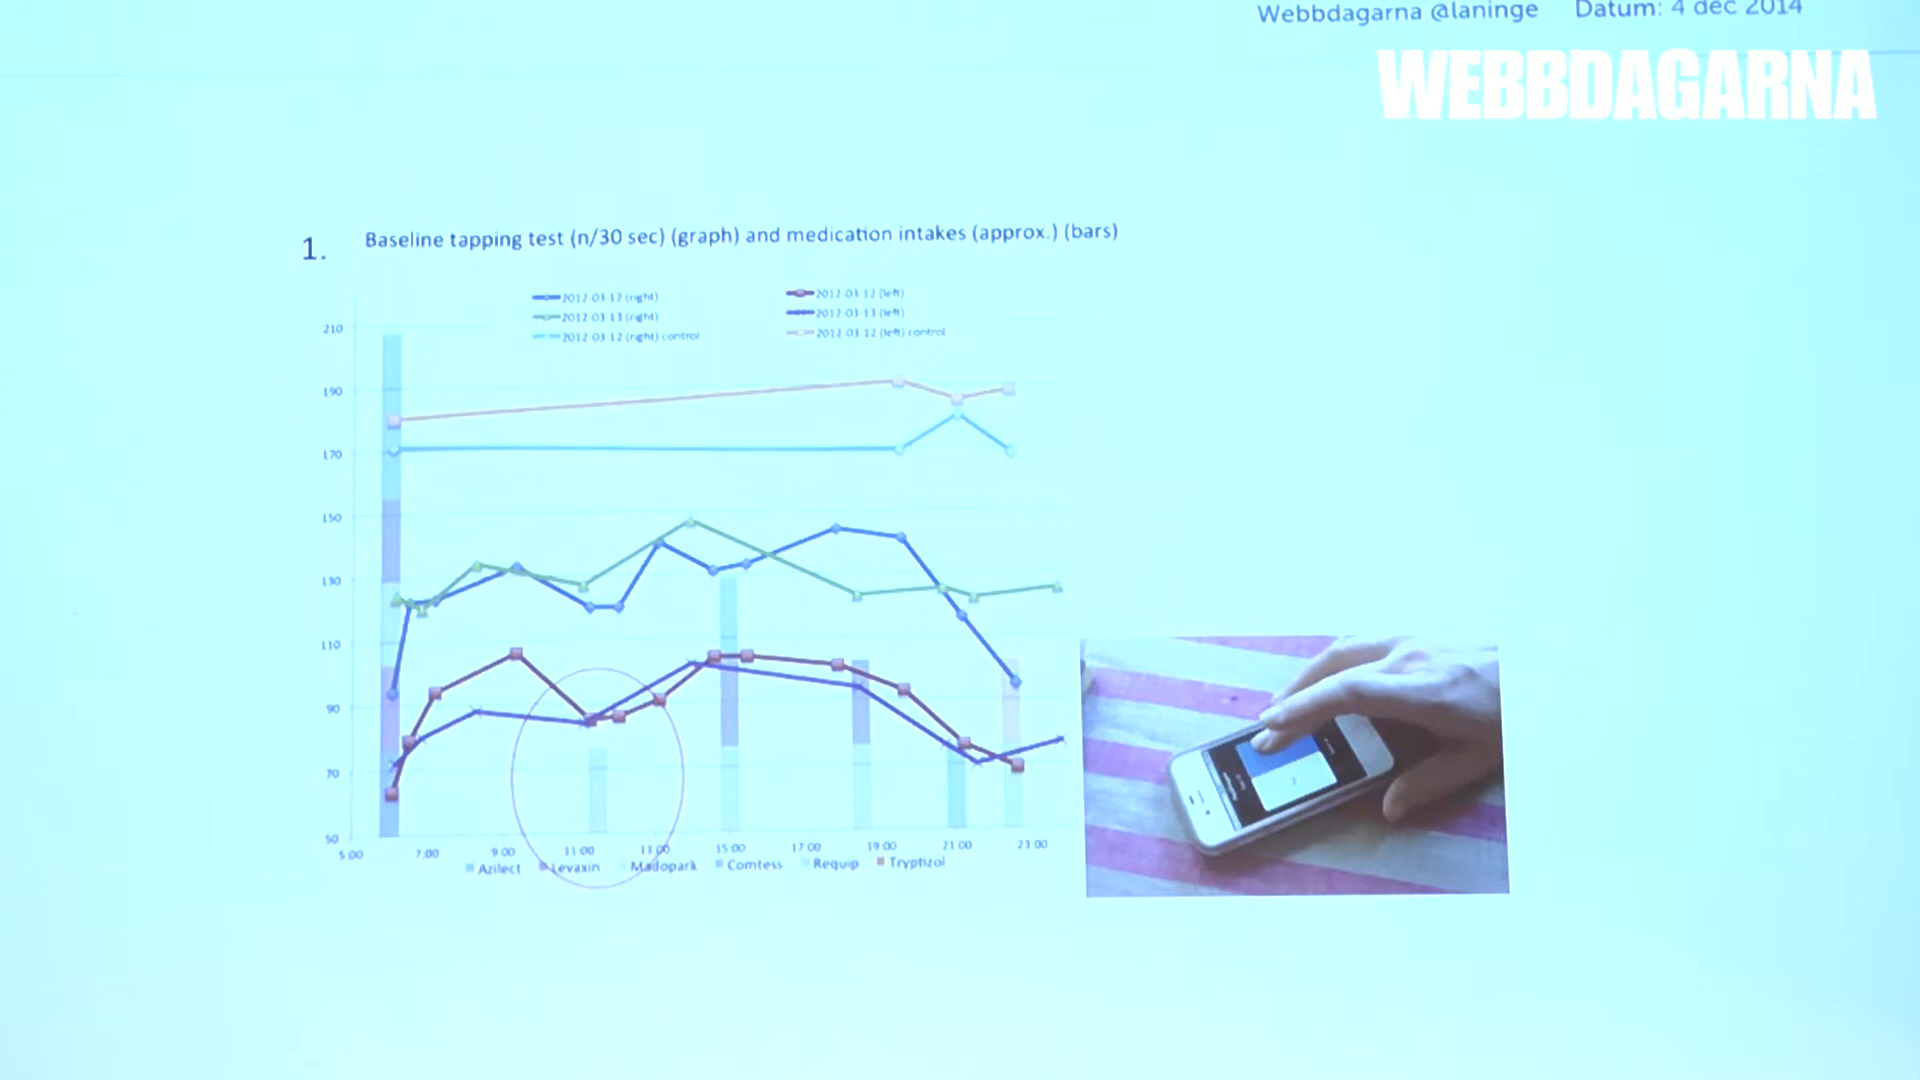 Webbdagarna @laninge Datum: 4 dec 2014
WEBBDAGARNA
1. Baseline tapping test (n/30 sec) (graph) and medication intakes (approx.) (bars)
2012-03-12 (right) 2012-03-12 (left)
2012-03-13 (right) 2012-03-13 (left)
2012-03-12 (right) control 2012-03-12 (left) control
210
190
170
150
130
110
90
70
50
5:00 7:00 9:00 11:00 13:00 15:00 17:00 19:00 21:00 23:00
Azilect Levaxin Madopark Comtess Requip Tryptizol